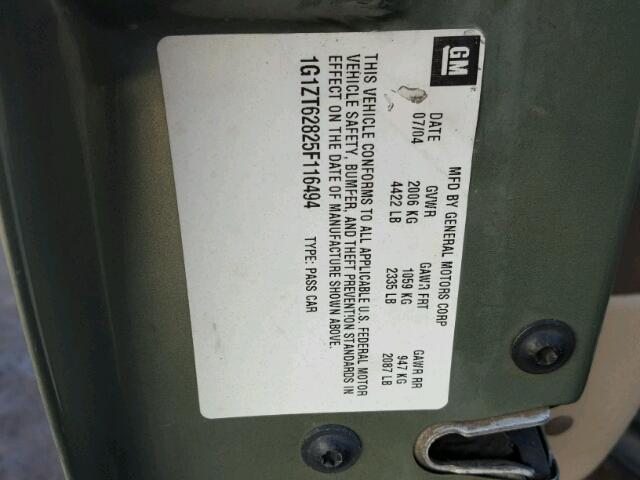 GM
MFD BY GENERAL MOTORS CORP
DATE GVWR GAWR FRT GAWR RR
07/04 2006 KG 1059 KG 947 KG
4422 LB 2335 LB 2087 LB
THIS VEHICLE CONFORMS TO ALL APPLICABLE U.S. FEDERAL MOTOR
VEHICLE SAFETY, BUMPER, AND THEFT PREVENTION STANDARDS IN
EFFECT ON THE DATE OF MANUFACTURE SHOWN ABOVE.
1G1ZT62825F116494 TYPE: PASS CAR